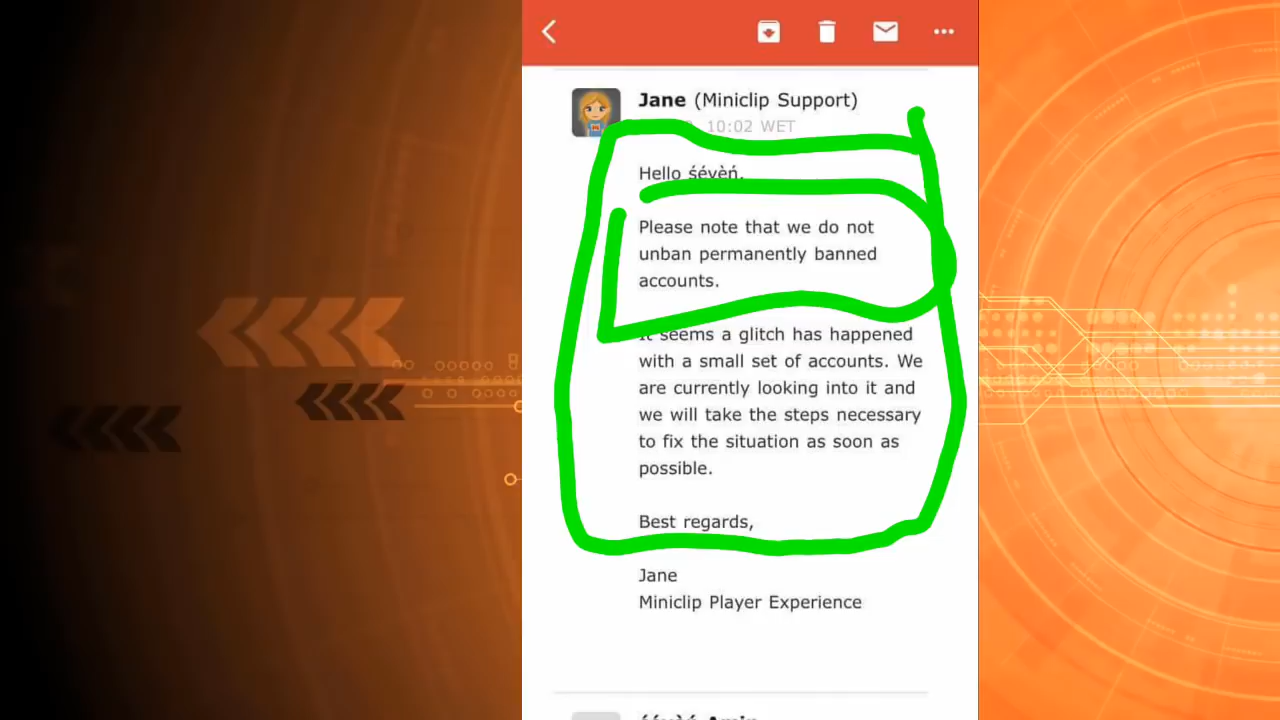 Jane (Miniclip Support)
10:02 WET
Hello śévèń,
Please note that we do not
unban permanently banned
accounts.
It seems a glitch has happened
with a small set of accounts. We
are currently looking into it and
we will take the steps necessary
to fix the situation as soon as
possible.
Best regards,
Jane
Miniclip Player Experience